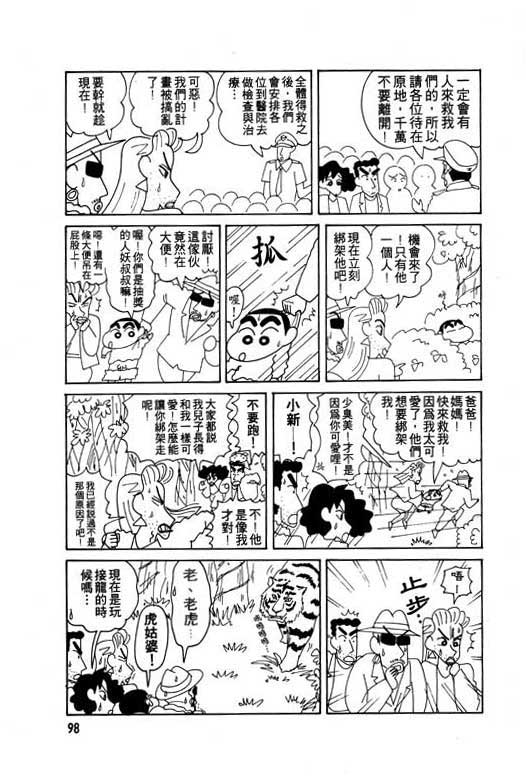 一定會有
人來救我
們的，所以
請各位待在
原地，千萬
不要離開！
全體得救之
後，我們
會安排各
位到醫院去
做檢查與治
療…
可惡！
我們的計
畫被搞亂
了！
要幹就趁
現在！
機會來了
！只有他
一個人！
現在立刻
綁架他吧！
抓
喔！
討厭！
這傢伙
竟然在
大便！
喔！你們是抽獎
的人妖叔叔嘛！
噁！還有
條大便吊在
屁股上！
爸爸！
媽媽！
快來救我！
因為我太可
愛了，他們
想要綁架
我！
少臭美！才不是
因為你可愛哩！
小新—！
不要跑！
大家都說
我兒子長得
和我一樣可
愛！怎麼能
讓你綁架走
呢！
不！他
是像我
才對！
我已經說過不是
那個原因了吧！
唔！
止步…
老、老虎…
虎姑婆！
現在是玩
接龍的時
候嗎…
98